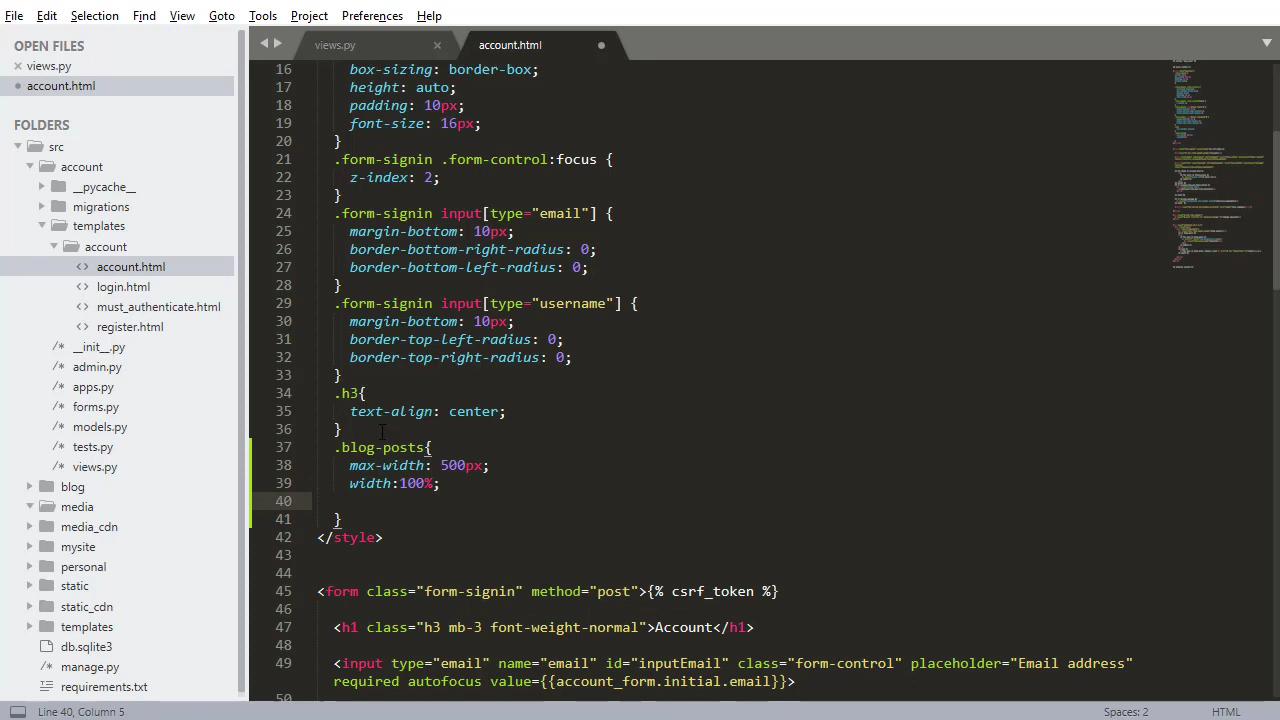 File Edit Selection Find View Goto Tools Project Preferences Help
OPEN FILES
views.py
account.html
FOLDERS
src
account
__pycache__
migrations
templates
account
account.html
login.html
must_authenticate.html
register.html
__init__.py
admin.py
apps.py
forms.py
models.py
tests.py
views.py
blog
media
media_cdn
mysite
personal
static
static_cdn
templates
db.sqlite3
manage.py
requirements.txt
views.py
account.html
16 box-sizing: border-box;
17 height: auto;
18 padding: 10px;
19 font-size: 16px;
20 }
21 .form-signin .form-control:focus {
22 z-index: 2;
23 }
24 .form-signin input[type="email"] {
25 margin-bottom: 10px;
26 border-bottom-right-radius: 0;
27 border-bottom-left-radius: 0;
28 }
29 .form-signin input[type="username"] {
30 margin-bottom: 10px;
31 border-top-left-radius: 0;
32 border-top-right-radius: 0;
33 }
34 .h3{
35 text-align: center;
36 }
37 .blog-posts{
38 max-width: 500px;
39 width:100%;
40
41 }
42 </style>
43
44
45 <form class="form-signin" method="post">{% csrf_token %}
46
47 <h1 class="h3 mb-3 font-weight-normal">Account</h1>
48
49 <input type="email" name="email" id="inputEmail" class="form-control" placeholder="Email address"
required autofocus value={{account_form.initial.email}}>
50
Line 40, Column 5
Spaces: 2
HTML